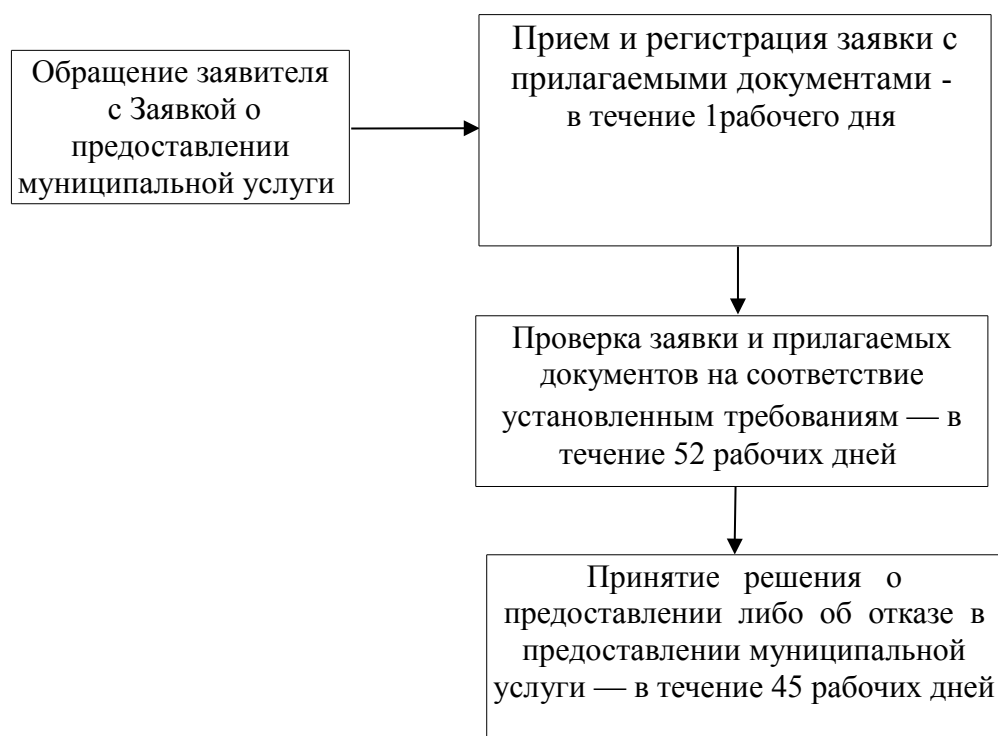 Обращение заявителя
с Заявкой о
предоставлении
муниципальной услуги
Прием и регистрация заявки с
прилагаемыми документами -
в течение 1рабочего дня
Проверка заявки и прилагаемых
документов на соответствие
установленным требованиям — в
течение 52 рабочих дней
Принятие решения о
предоставлении либо об отказе в
предоставлении муниципальной
услуги — в течение 45 рабочих дней